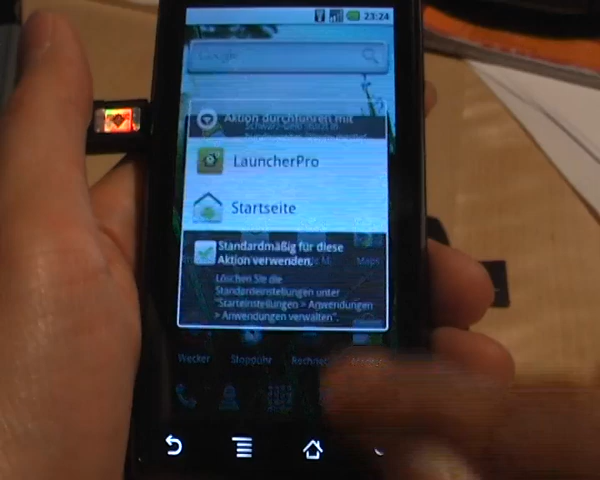 23:24
Google
Aktion durchführen mit
LauncherPro
Startseite
Standardmäßig für diese
Aktion verwenden.
Löschen Sie die
Standardeinstellungen unter
"Starteinstellungen > Anwendungen
> Anwendungen verwalten".
Maps
Wecker Stoppuhr